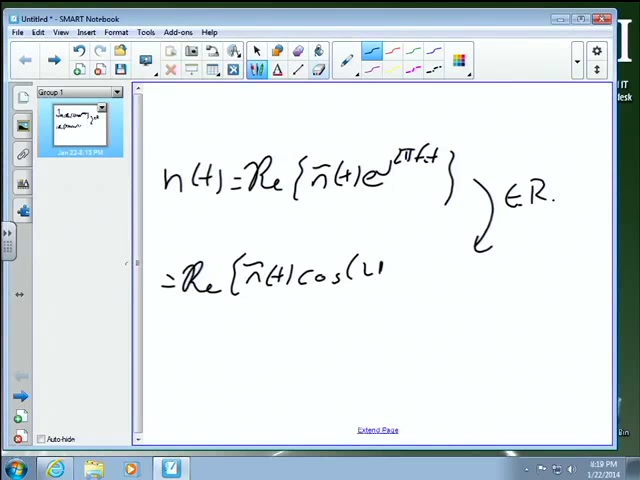 Untitled * - SMART Notebook
File Edit View Insert Format Tools Add-ons Help
Group 1
Jan 22-8:13 PM
n(t) = Re { ñ(t) e^{j2πf_c t} } ∈ R.
= Re { ñ(t) cos(2π
Extend Page
Auto-hide
8:19 PM
1/22/2014